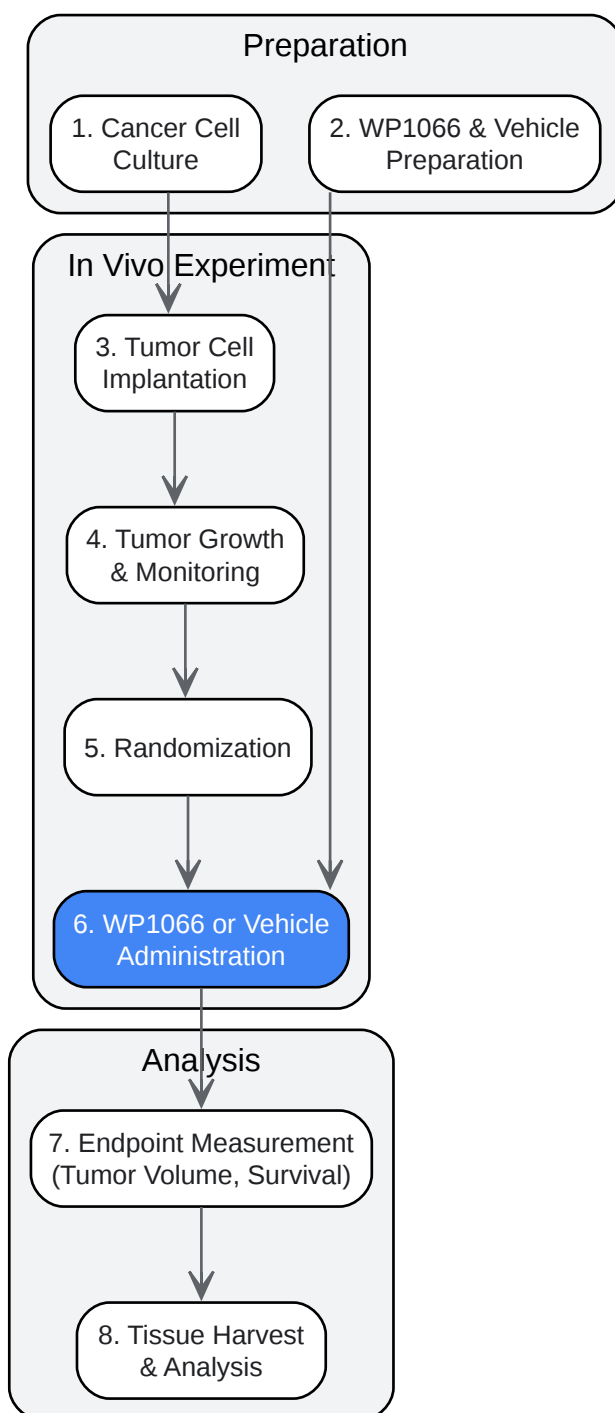 Preparation
1. Cancer Cell
Culture
2. WP1066 & Vehicle
Preparation
In Vivo Experiment
3. Tumor Cell
Implantation
4. Tumor Growth
& Monitoring
5. Randomization
6. WP1066 or Vehicle
Administration
Analysis
7. Endpoint Measurement
(Tumor Volume, Survival)
8. Tissue Harvest
& Analysis